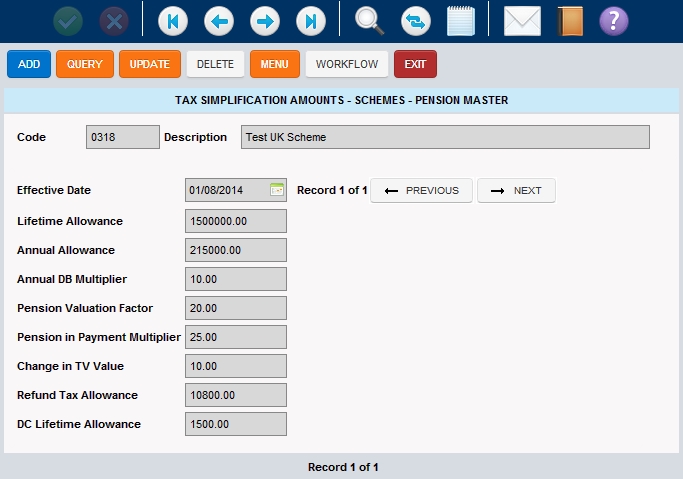 ADD QUERY UPDATE DELETE MENU WORKFLOW EXIT
TAX SIMPLIFICATION AMOUNTS - SCHEMES - PENSION MASTER
Code 0318 Description Test UK Scheme
Effective Date 01/08/2014 Record 1 of 1 PREVIOUS NEXT
Lifetime Allowance 1500000.00
Annual Allowance 215000.00
Annual DB Multiplier 10.00
Pension Valuation Factor 20.00
Pension in Payment Multiplier 25.00
Change in TV Value 10.00
Refund Tax Allowance 10800.00
DC Lifetime Allowance 1500.00
Record 1 of 1